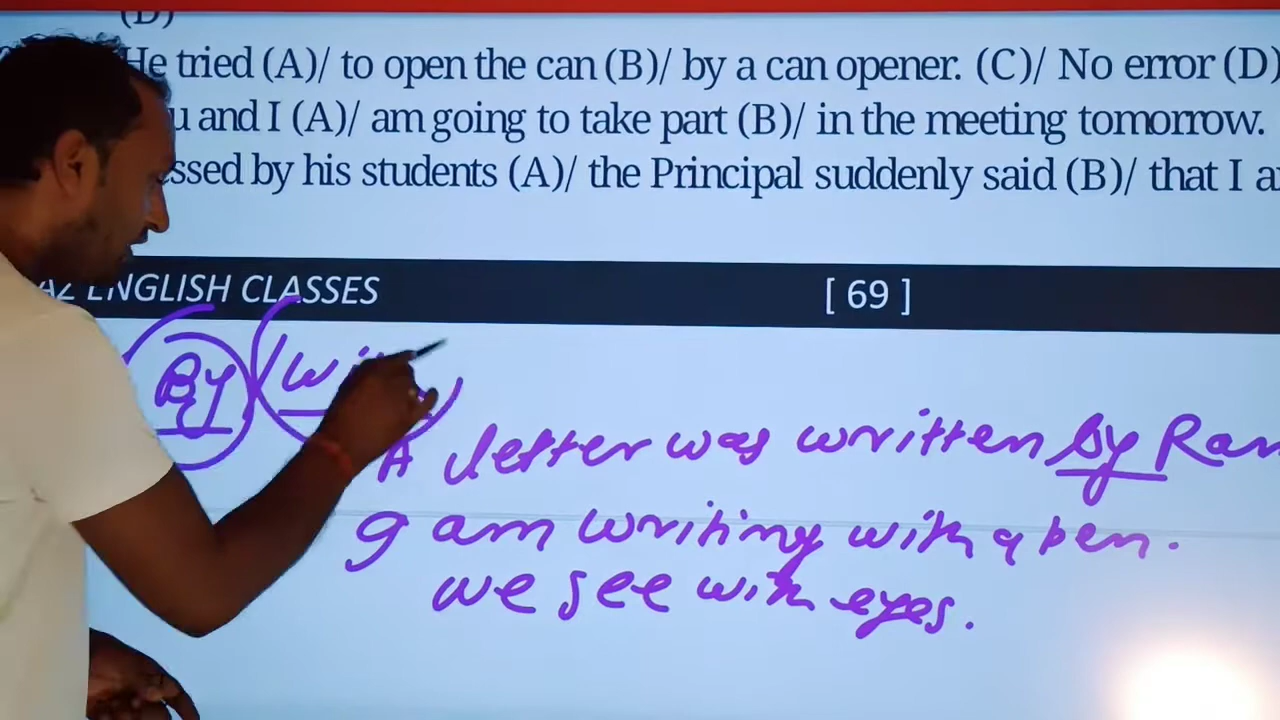 (D)
He tried (A)/ to open the can (B)/ by a can opener. (C)/ No error (D)
u and I (A)/ am going to take part (B)/ in the meeting tomorrow.
ssed by his students (A)/ the Principal suddenly said (B)/ that I a
AZ ENGLISH CLASSES [ 69 ]
By
A letter was written by Ram
I am writing with a pen.
we see with eyes.